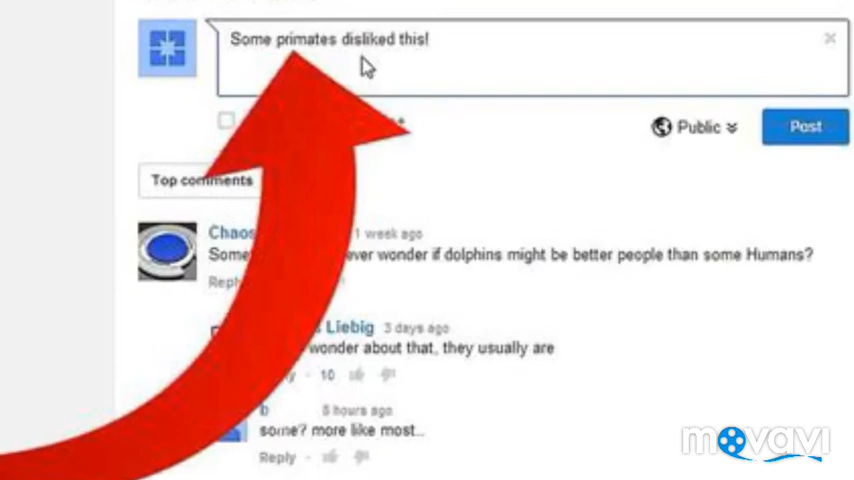 Some primates disliked this!
Public
Post
Top comments
Chaos 1 week ago
Some ever wonder if dolphins might be better people than some Humans?
Liebig 3 days ago
wonder about that, they usually are
10
b 5 hours ago
some? more like most..
Reply
movavi